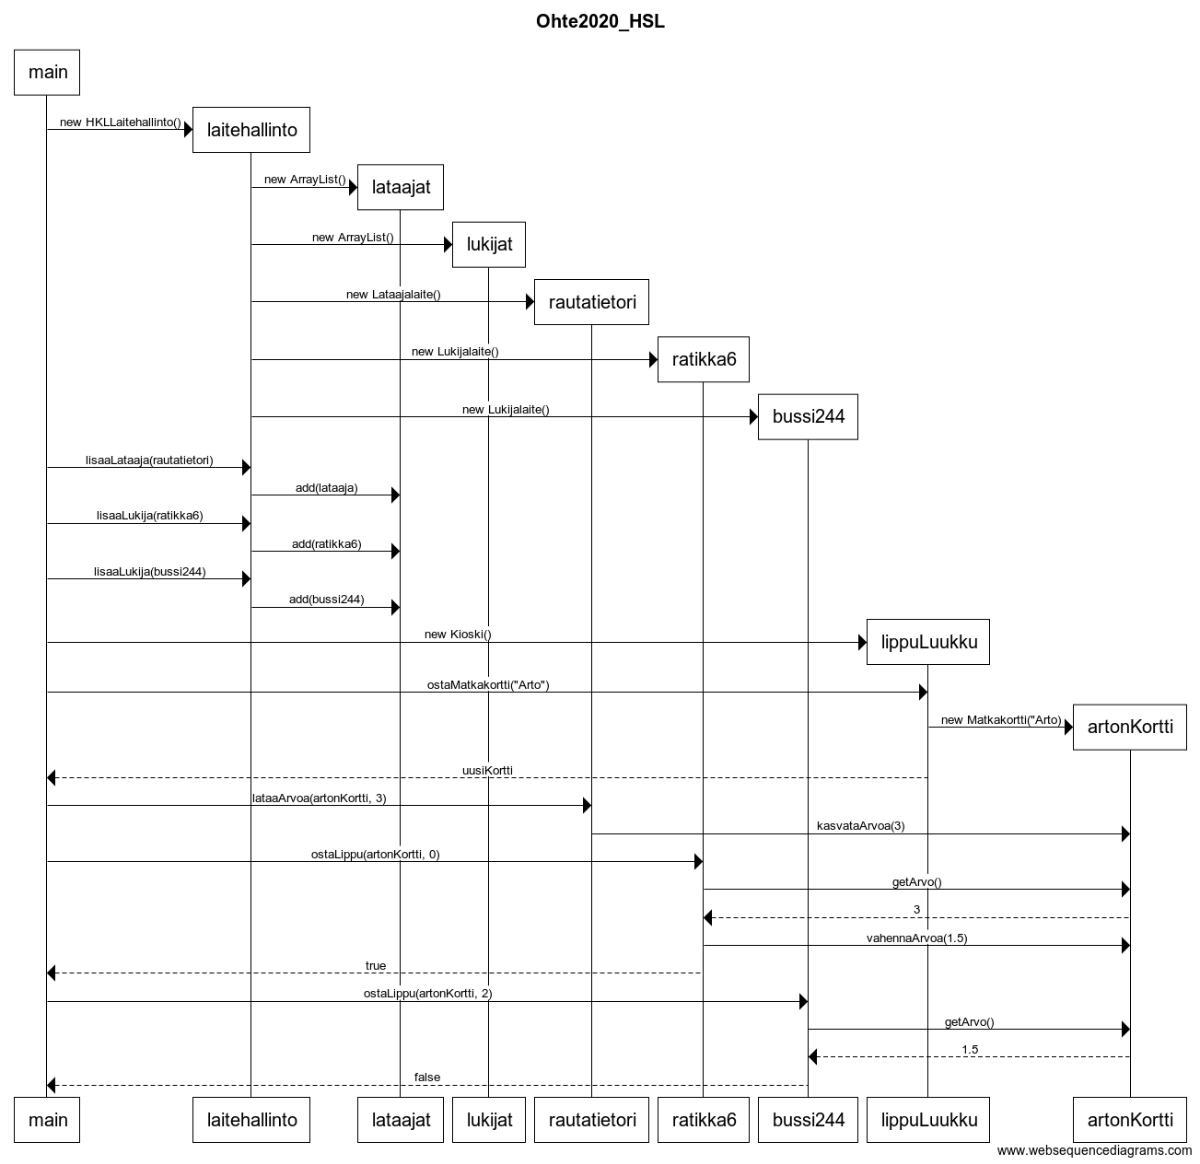 Ohte2020_HSL
main
new HKLLaitehallinto()
laitehallinto
new ArrayList()
lataajat
new ArrayList()
lukijat
new Lataajalaite()
rautatietori
new Lukijalaite()
ratikka6
new Lukijalaite()
bussi244
lisaaLataaja(rautatietori)
add(lataaja)
lisaaLukija(ratikka6)
add(ratikka6)
lisaaLukija(bussi244)
add(bussi244)
new Kioski()
lippuLuukku
ostaMatkakortti("Arto")
new Matkakortti("Arto)
artonKortti
uusiKortti
lataaArvoa(artonKortti, 3)
kasvataArvoa(3)
ostaLippu(artonKortti, 0)
getArvo()
3
vahennaArvoa(1.5)
true
ostaLippu(artonKortti, 2)
getArvo()
1.5
false
main laitehallinto lataajat lukijat rautatietori ratikka6 bussi244 lippuLuukku artonKortti
www.websequencediagrams.com